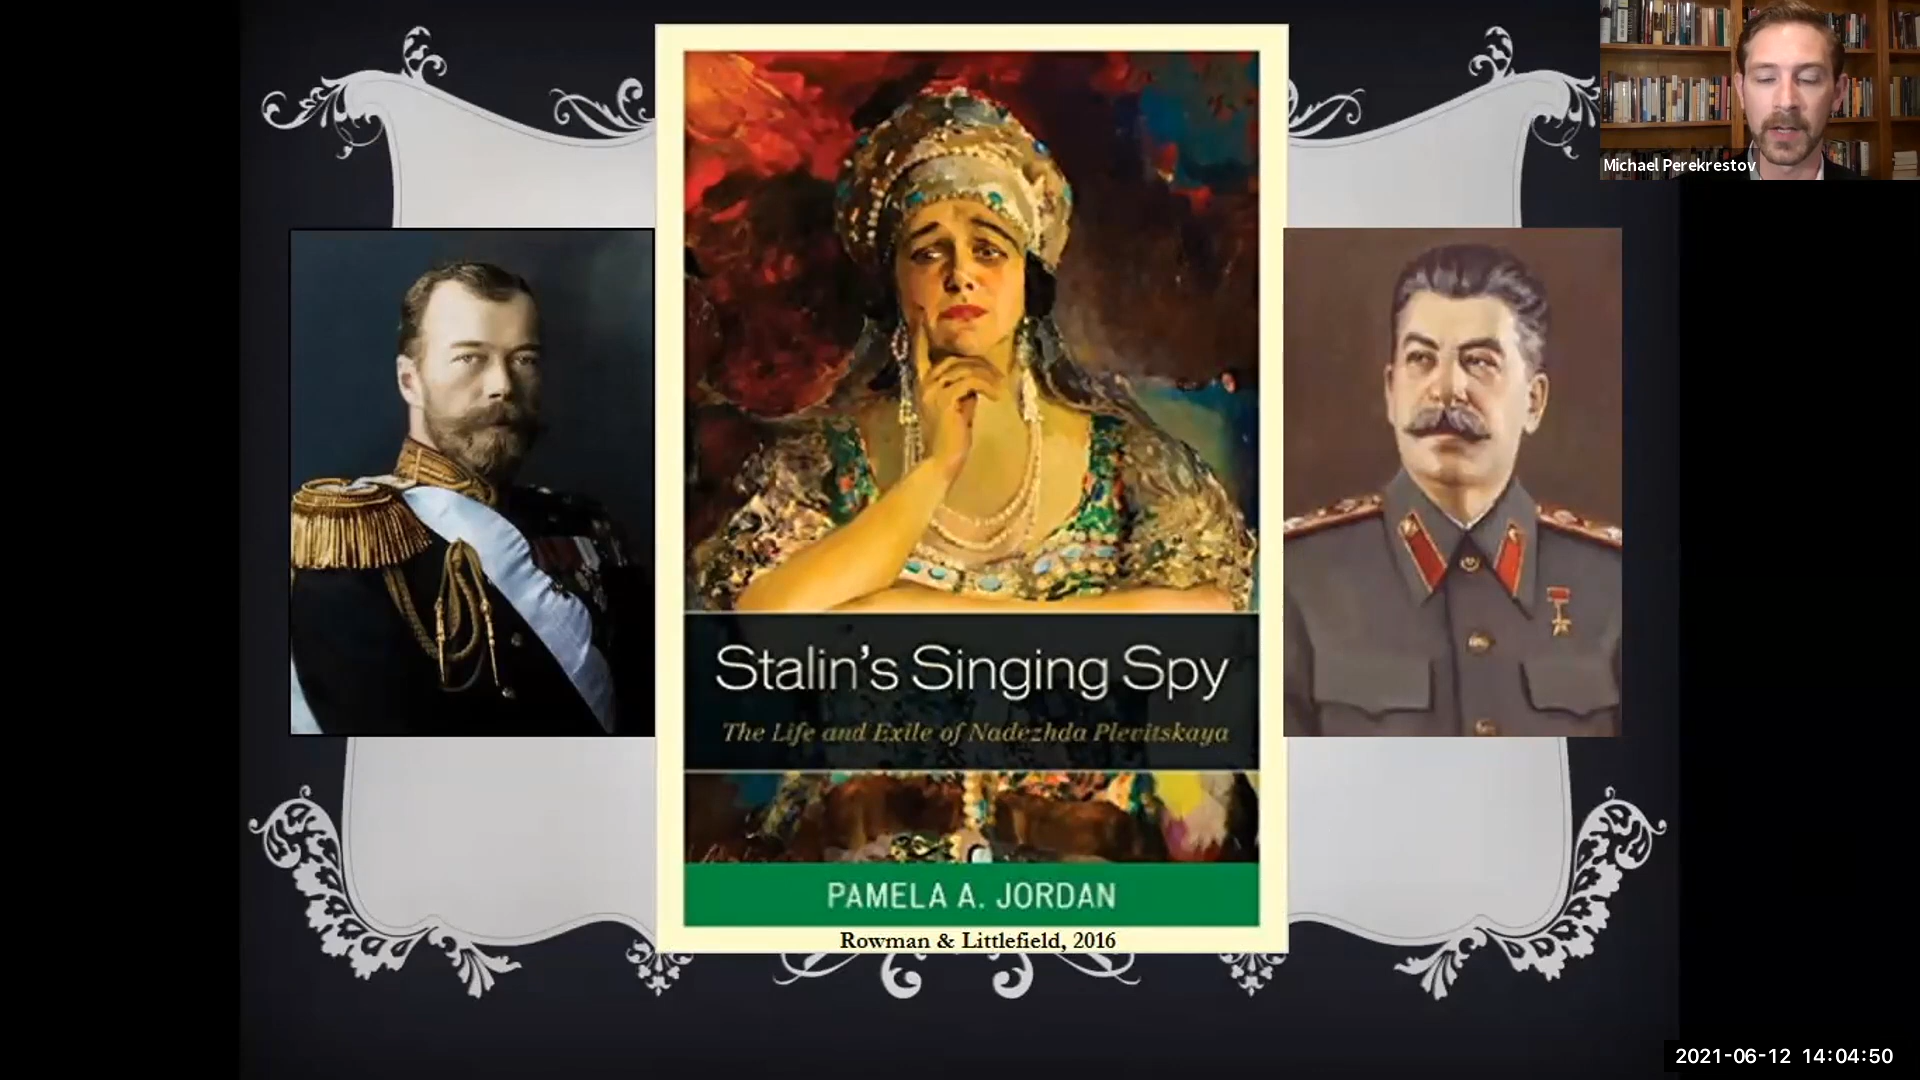 Michael Perekrestov
Stalin's Singing Spy
The Life and Exile of Nadezhda Plevitskaya
PAMELA A. JORDAN
Rowman & Littlefield, 2016
2021-06-12 14:04:50